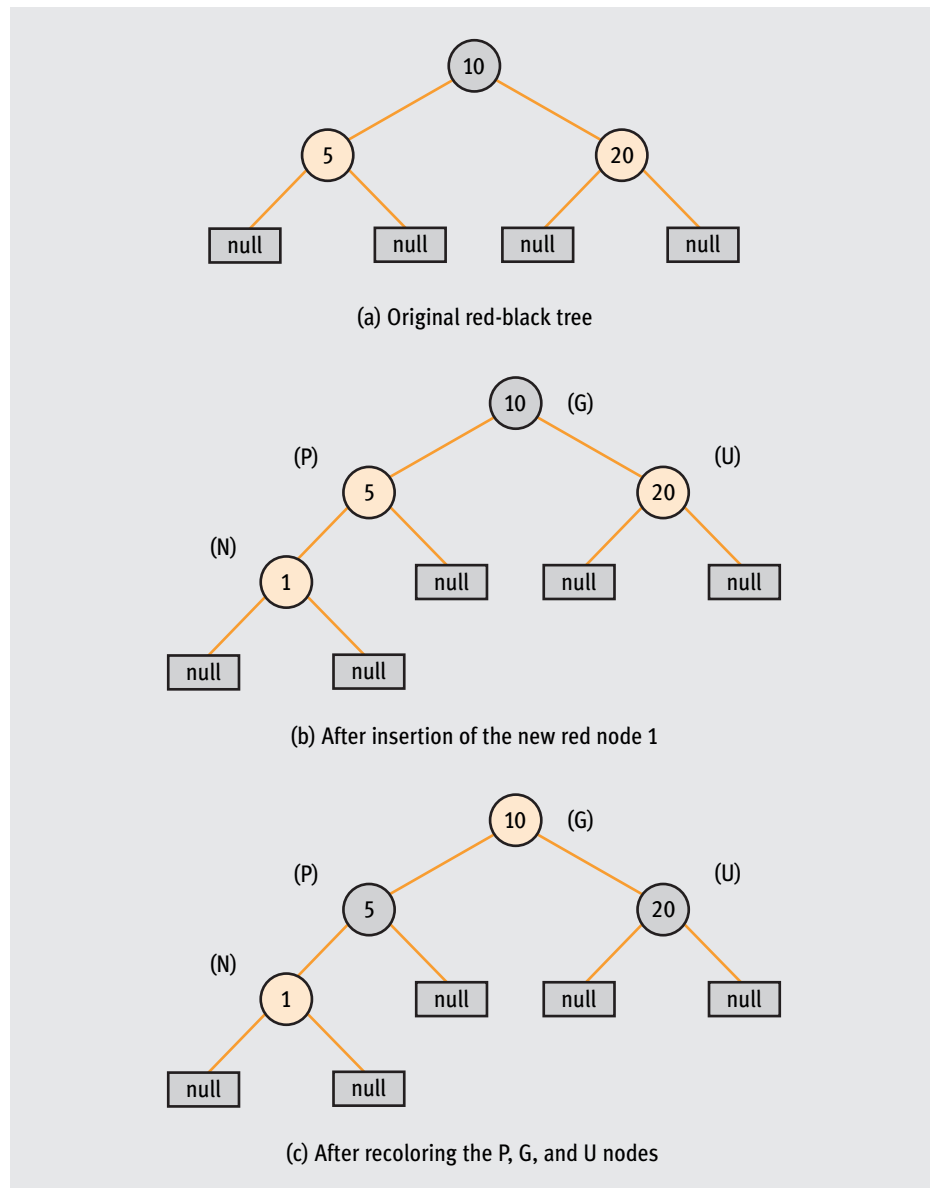 10
5 20
null null null null
(a) Original red-black tree
10 (G)
(P) (U)
5 20
(N)
1 null null null
null null
(b) After insertion of the new red node 1
10 (G)
(P) (U)
5 20
(N)
1 null null null
null null
(c) After recoloring the P, G, and U nodes